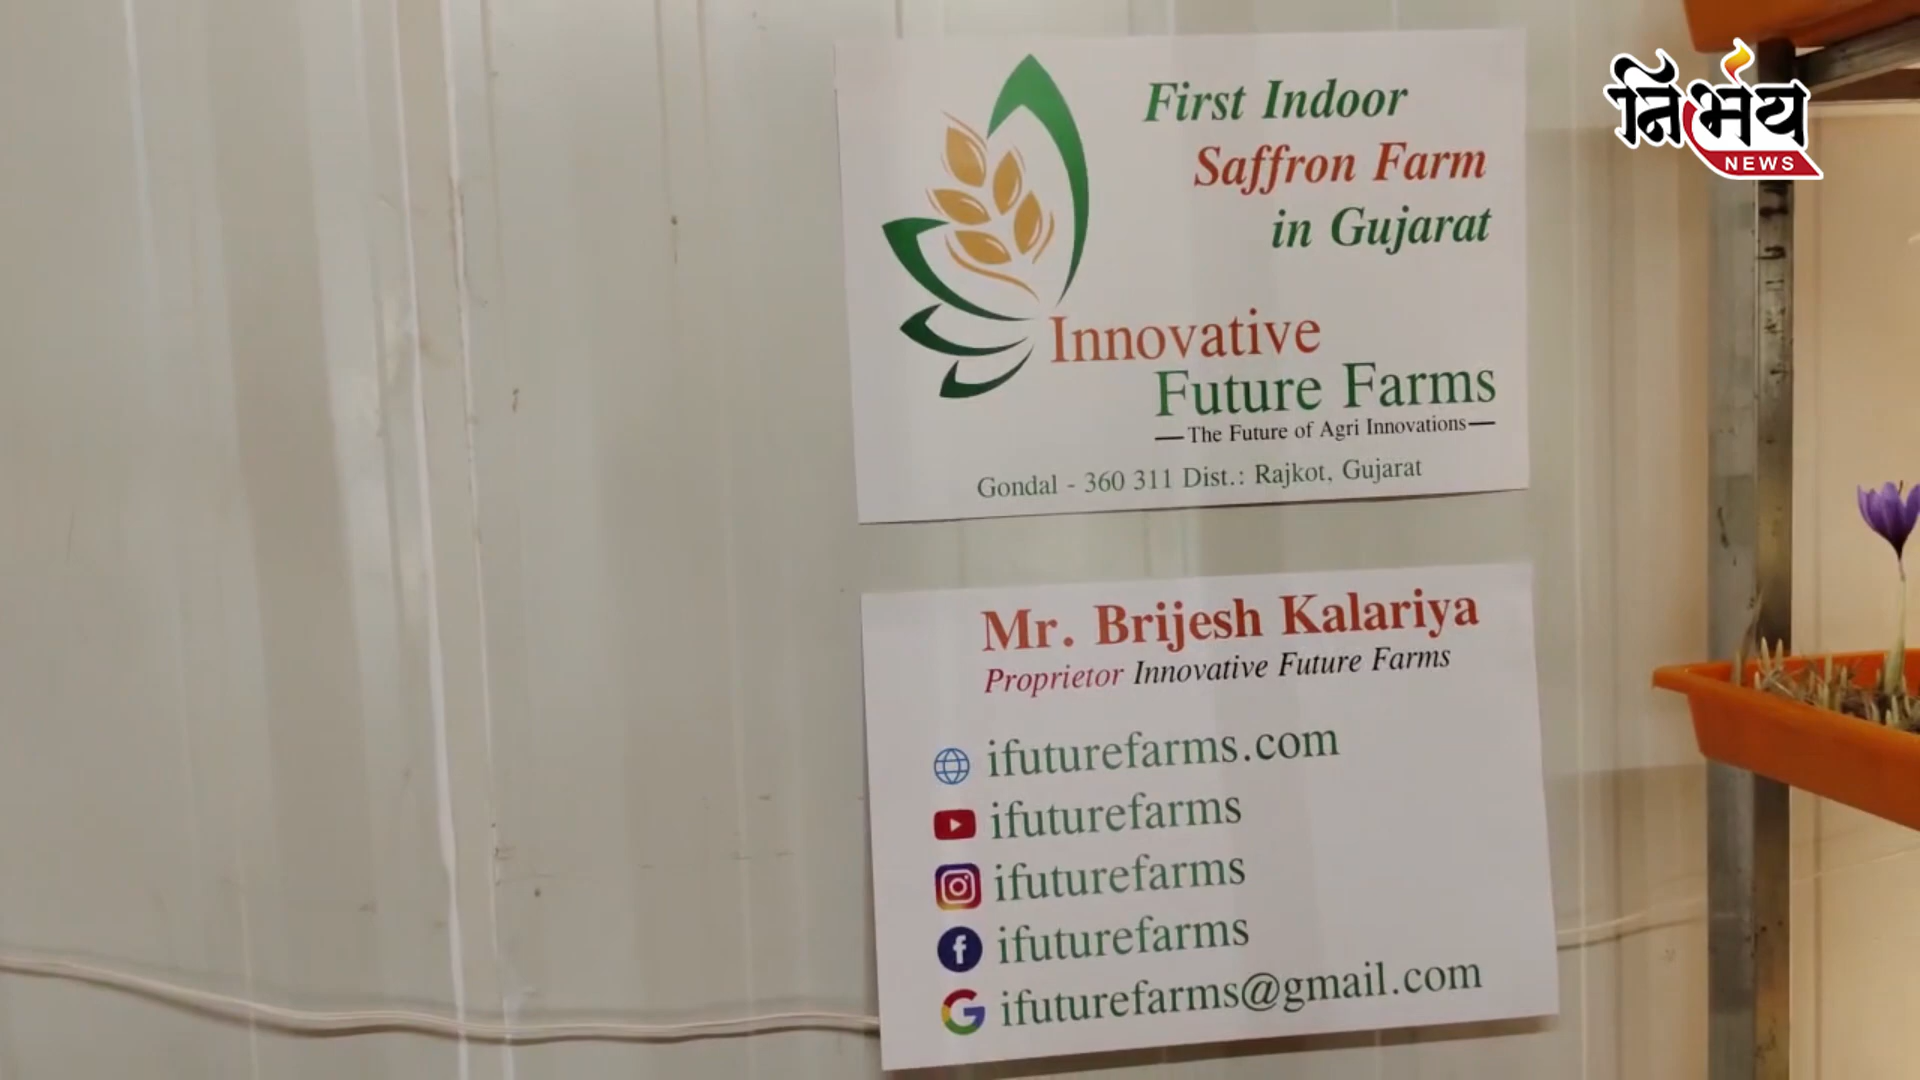 First Indoor
Saffron Farm
in Gujarat
Innovative
Future Farms
The Future of Agri Innovations
Gondal - 360 311 Dist.: Rajkot, Gujarat
Mr. Brijesh Kalariya
Proprietor Innovative Future Farms
ifuturefarms.com
ifuturefarms
ifuturefarms
ifuturefarms
ifuturefarms@gmail.com
निर्भय
NEWS